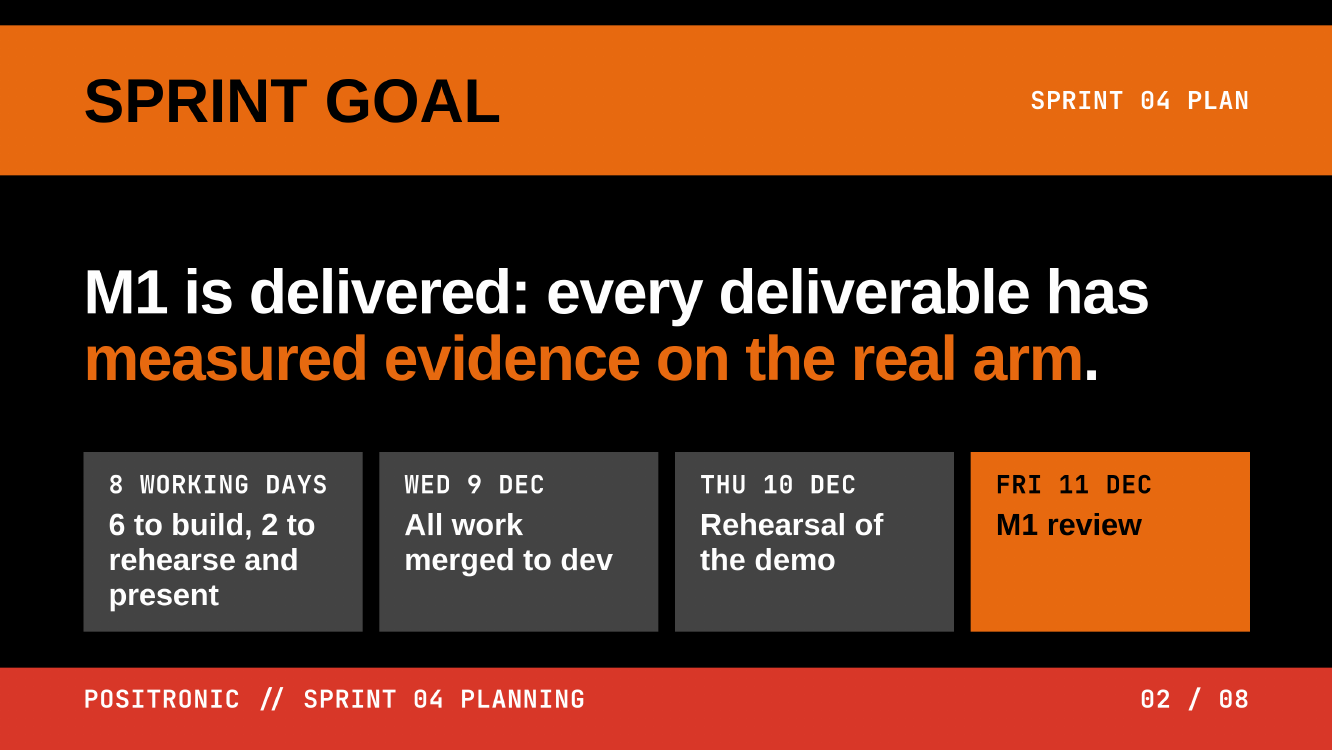 SPRINT GOAL
SPRINT 04 PLAN
M1 is delivered: every deliverable has
measured evidence on the real arm.
8 WORKING DAYS
6 to build, 2 to
rehearse and
present
WED 9 DEC
All work
merged to dev
THU 10 DEC
Rehearsal of
the demo
FRI 11 DEC
M1 review
POSITRONIC // SPRINT 04 PLANNING
02 / 08